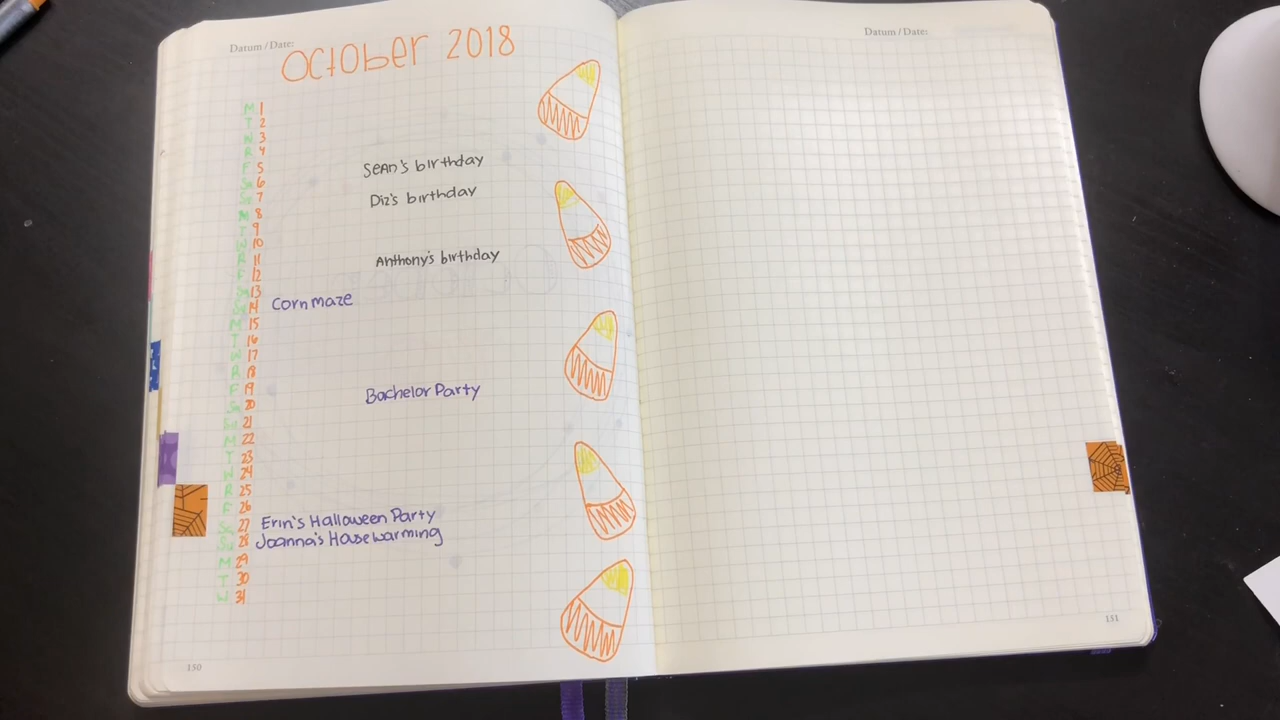 Datum / Date:
October 2018
M 1
T 2
W 3
R 4
F 5 Sean's birthday
Sa 6
Su 7 Diz's birthday
M 8
T 9
W 10
R 11 Anthony's birthday
F 12
Sa 13
Su 14 Corn maze
M 15
T 16
W 17
R 18
F 19
Sa 20 Bachelor Party
Su 21
M 22
T 23
W 24
R 25
F 26
Sa 27 Erin's Halloween Party
Su 28 Joanna's Housewarming
M 29
T 30
W 31
150
Datum / Date:
151